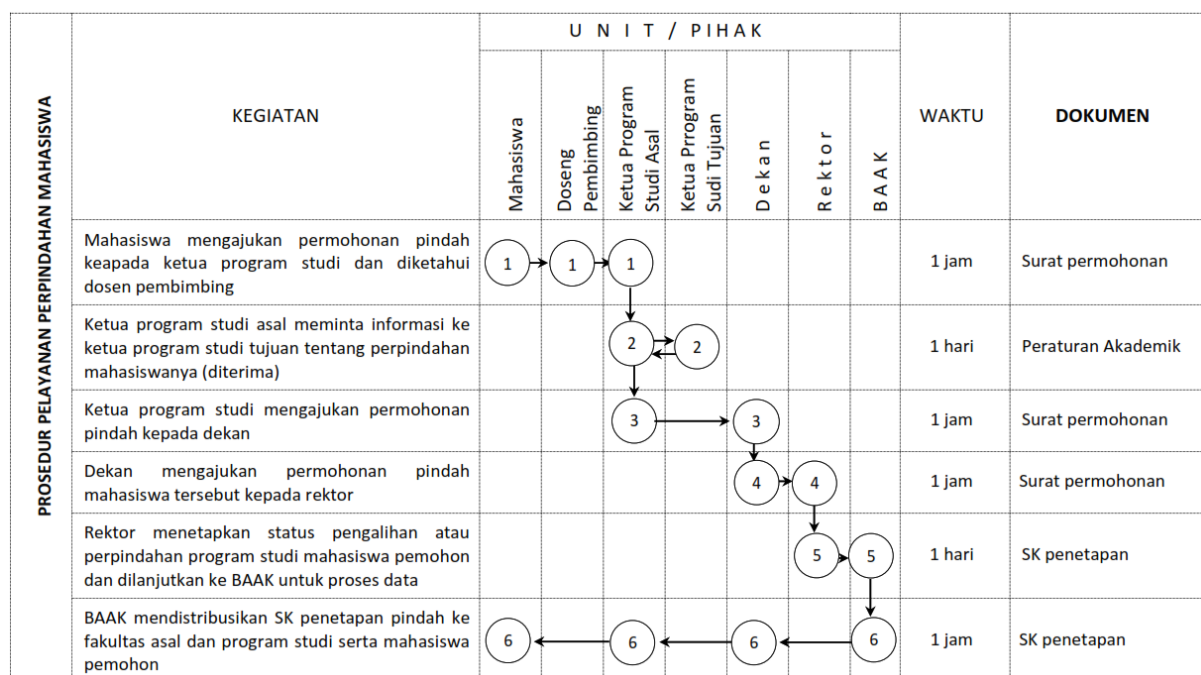 PROSEDUR PELAYANAN PERPINDAHAN MAHASISWA
KEGIATAN
U N I T / PIHAK
Mahasiswa
Doseng
Pembimbing
Ketua Program
Studi Asal
Ketua Prrogram
Sudi Tujuan
D e k a n
R e k t o r
B A A K
WAKTU
DOKUMEN
Mahasiswa mengajukan permohonan pindah
keapada ketua program studi dan diketahui
dosen pembimbing
1 1 1
1 jam
Surat permohonan
Ketua program studi asal meminta informasi ke
ketua program studi tujuan tentang perpindahan
mahasiswanya (diterima)
2 2
1 hari
Peraturan Akademik
Ketua program studi mengajukan permohonan
pindah kepada dekan
3 3
1 jam
Surat permohonan
Dekan mengajukan permohonan pindah
mahasiswa tersebut kepada rektor
4 4
1 jam
Surat permohonan
Rektor menetapkan status pengalihan atau
perpindahan program studi mahasiswa pemohon
dan dilanjutkan ke BAAK untuk proses data
5 5
1 hari
SK penetapan
BAAK mendistribusikan SK penetapan pindah ke
fakultas asal dan program studi serta mahasiswa
pemohon
6 6 6 6
1 jam
SK penetapan